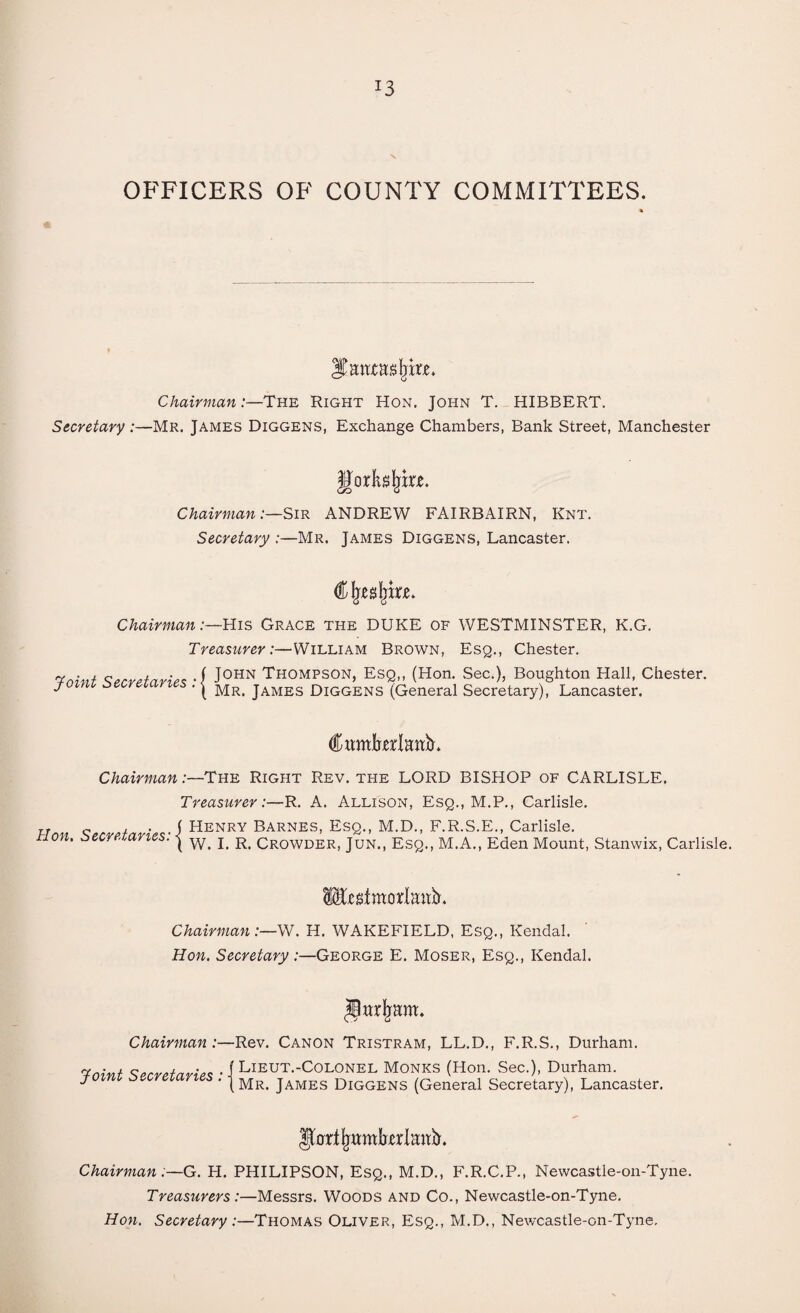 13
OFFICERS OF COUNTY COMMITTEES.
Lancashire.
Chairman:—THE RIGHT HON. JOHN T. HIBBERT.
Secretary:—MR. JAMES DIGGENS, Exchange Chambers, Bank Street, Manchester
Yorkshire.
Chairman:—SIR ANDREW FAIRBAIRN, KNT.
Secretary:—MR. JAMES DIGGENS, Lancaster.
Cheshire.
Chairman:—HIS GRACE THE DUKE OF WESTMINSTER, K.G.
Treasurer:—WILLIAM BROWN, ESQ., Chester.
Joint Secretaries: { JOHN THOMPSON, ESQ,, (Hon. Sec.), Boughton Hall, Chester.
MR. JAMES DIGGENS (General Secretary), Lancaster.
Cumberland.
Chairman:—THE RIGHT REV. THE LORD BISHOP OF CARLISLE.
Treasurer:—R. A. ALLISON, ESQ., M.P., Carlisle.
Hon. Secretaries: { HENRY BARNES, ESQ., M.D., F.R.S.E., Carlisle.
W. I. R. CROWDER, JUN., ESQ., M.A., Eden Mount, Stanwix, Carlisle.
Westmorland.
Chairman:—W. H. WAKEFIELD, ESQ., Kendal.
Hon. Secretary:—GEORGE E. MOSER, ESQ., Kendal.
Durham.
Chairman:—Rev. CANON TRISTRAM, LL.D., F.R.S., Durham.
Joint Secretaries: { LIEUT.-COLONEL MONKS (Hon. Sec.), Durham.
MR. JAMES DIGGENS (General Secretary), Lancaster.
Northumberland.
Chairman:—G. H. PHILIPSON, ESQ., M.D., F.R.C.P., Newcastle-on-Tyne.
Treasurers:—Messrs. WOODS AND CO., Newcastle-on-Tyne.
Hon. Secretary:—THOMAS OLIVER, ESQ., M.D., Newcastle-on-Tyne.